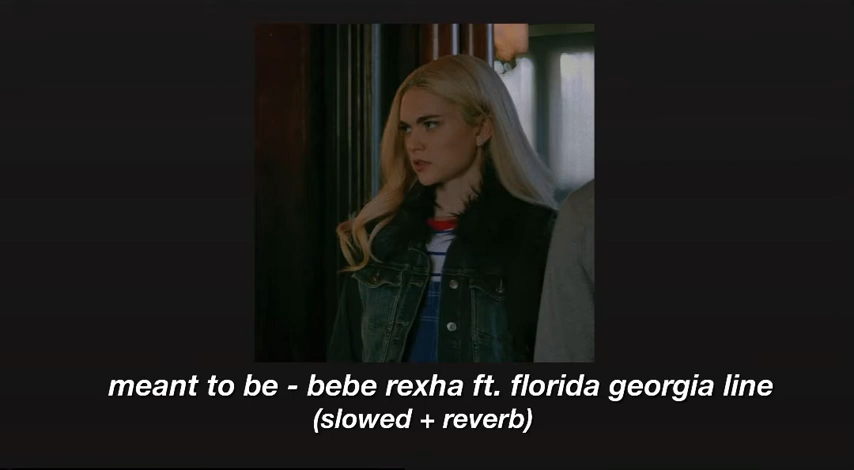 meant to be - bebe rexha ft. florida georgia line
(slowed + reverb)